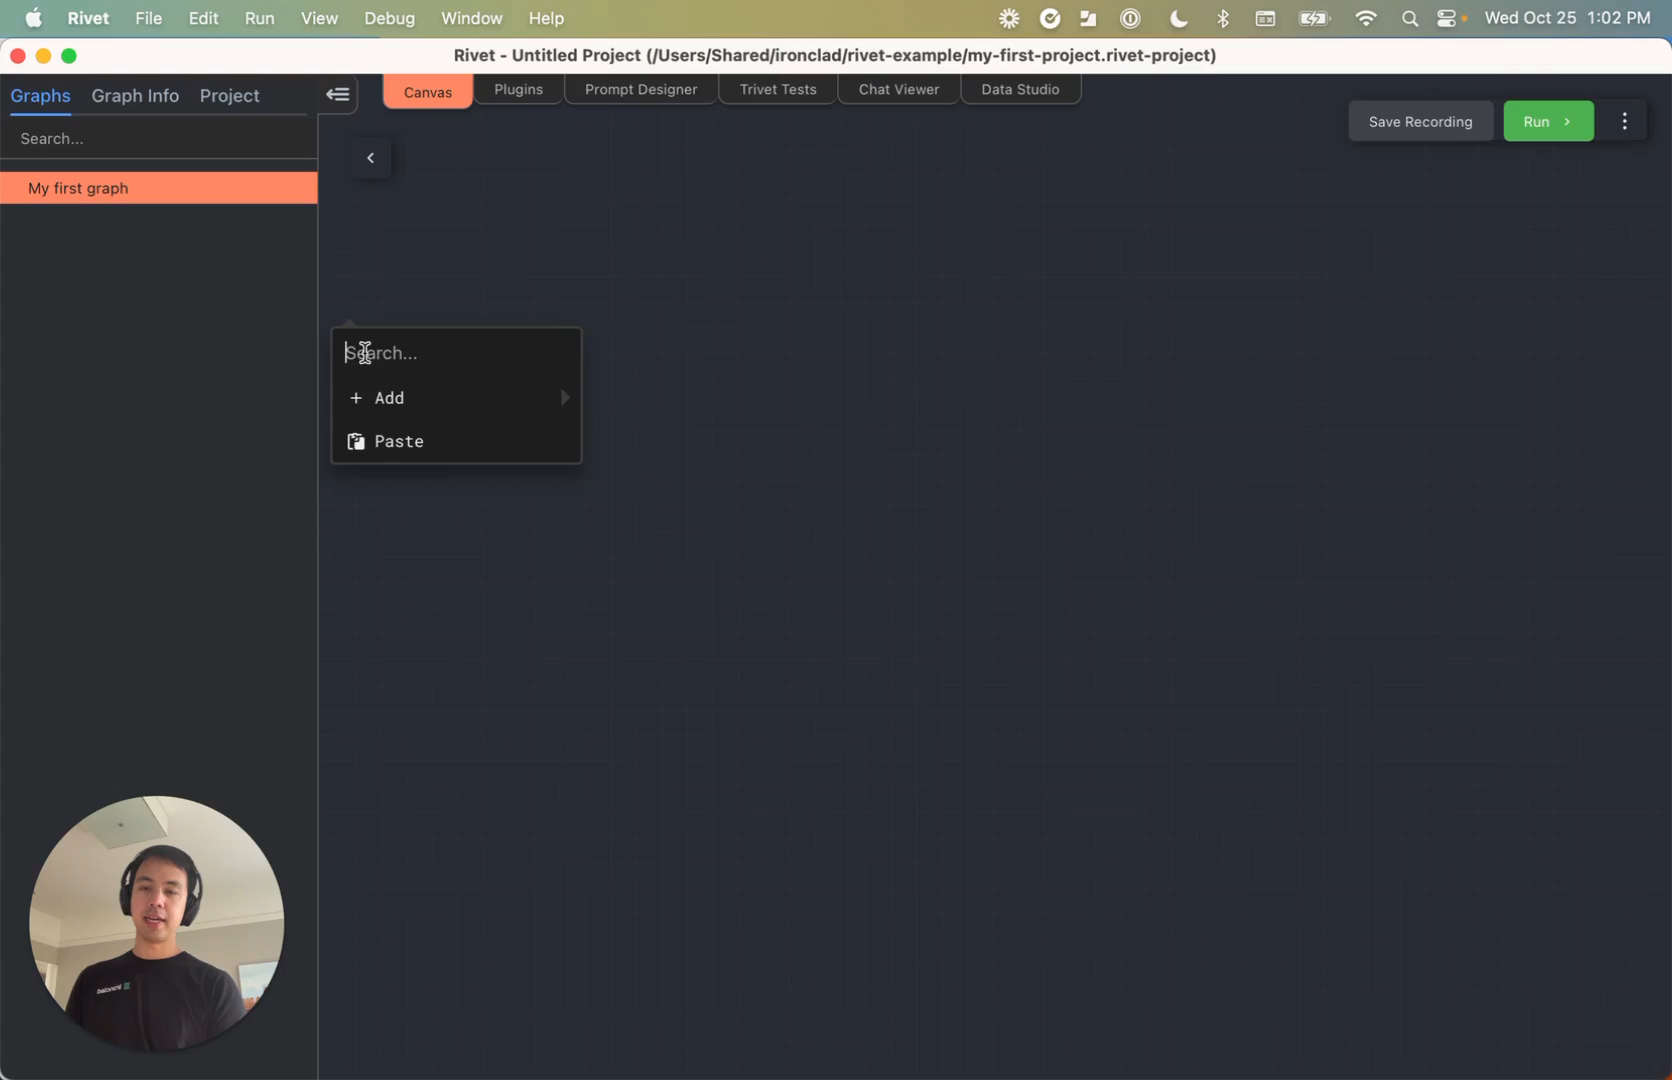 Rivet File Edit Run View Debug Window Help Wed Oct 25 1:02 PM
Rivet - Untitled Project (/Users/Shared/ironclad/rivet-example/my-first-project.rivet-project)
Graphs Graph Info Project
Canvas Plugins Prompt Designer Trivet Tests Chat Viewer Data Studio
Save Recording Run
Search...
My first graph
Search...
+ Add
Paste